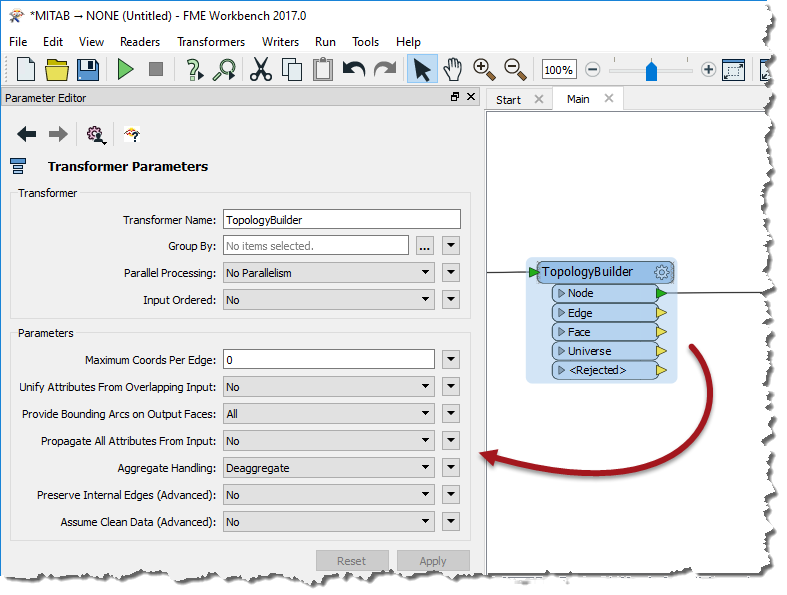 *MITAB → NONE (Untitled) - FME Workbench 2017.0
File Edit View Readers Transformers Writers Run Tools Help
100%
Parameter Editor
Start
Main
Transformer Parameters
Transformer
Transformer Name: TopologyBuilder
Group By: No items selected. ...
Parallel Processing: No Parallelism
Input Ordered: No
Parameters
Maximum Coords Per Edge: 0
Unify Attributes From Overlapping Input: No
Provide Bounding Arcs on Output Faces: All
Propagate All Attributes From Input: No
Aggregate Handling: Deaggregate
Preserve Internal Edges (Advanced): No
Assume Clean Data (Advanced): No
Reset Apply
TopologyBuilder
Node
Edge
Face
Universe
<Rejected>